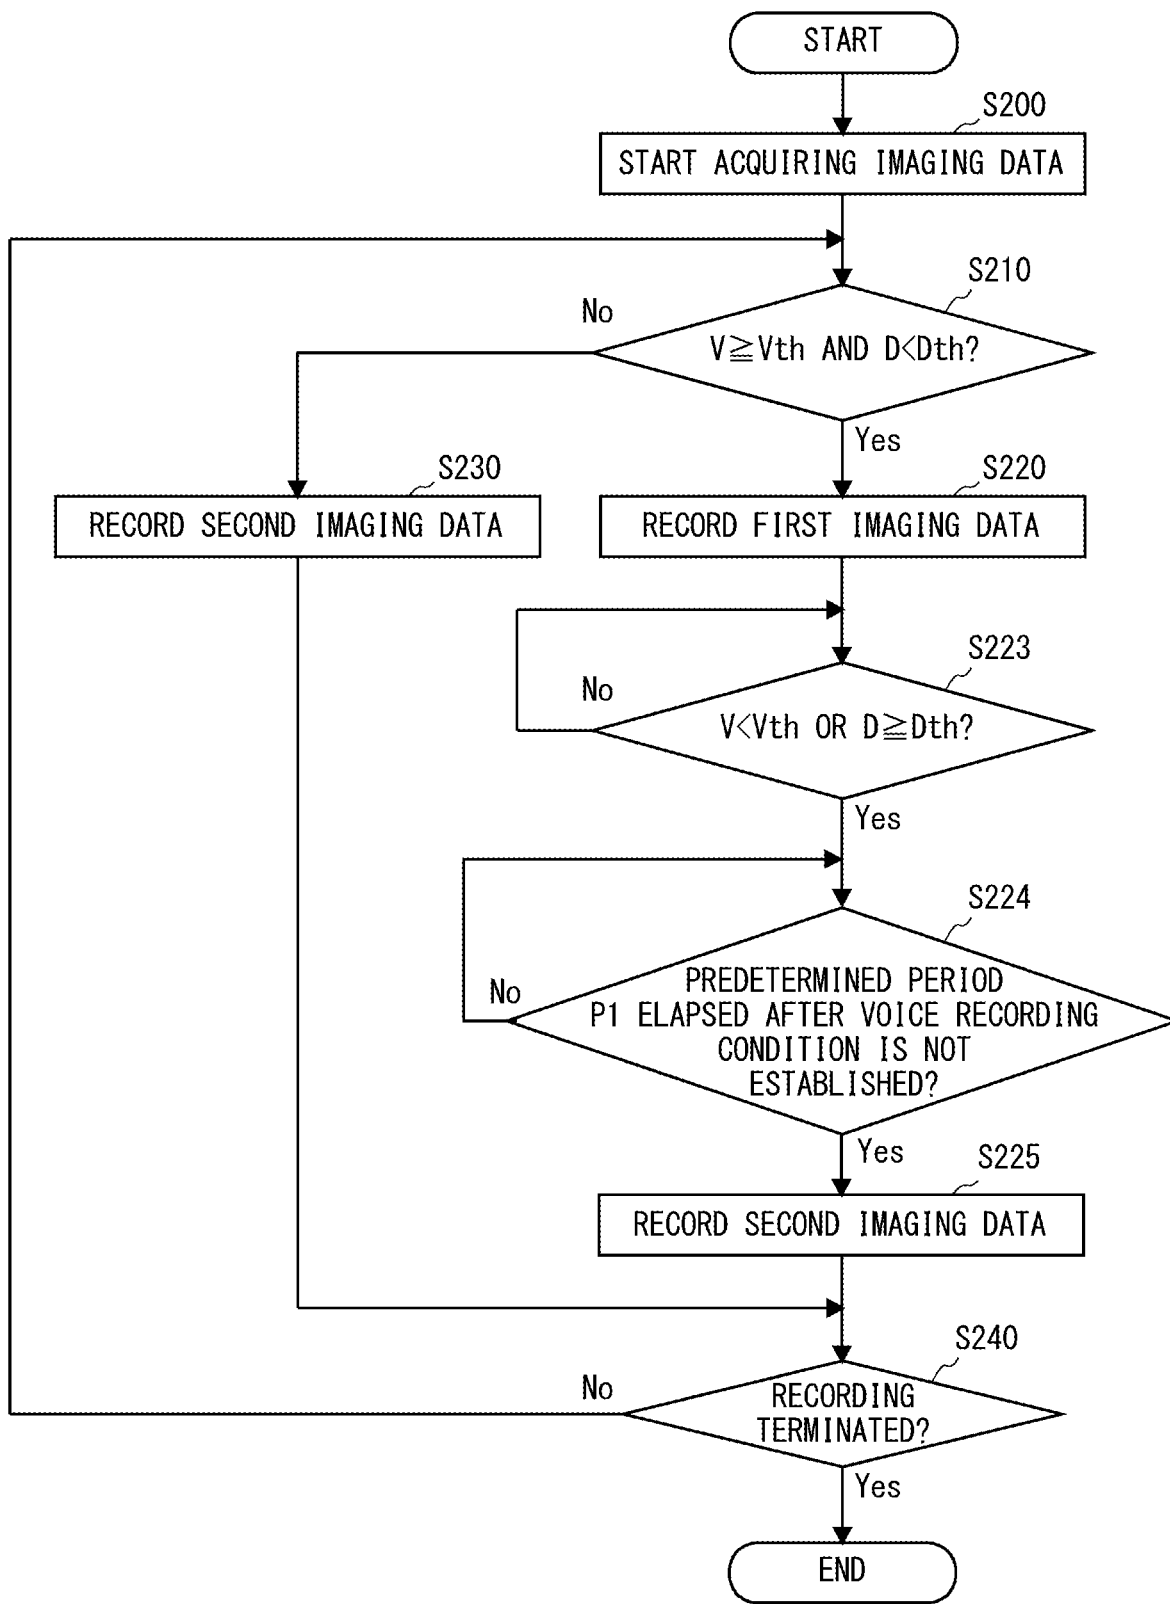 START
S200
START ACQUIRING IMAGING DATA
S210
No
V≧Vth AND D<Dth?
Yes
S230
S220
RECORD SECOND IMAGING DATA
RECORD FIRST IMAGING DATA
S223
No
V<Vth OR D≧Dth?
Yes
S224
No
PREDETERMINED PERIOD
P1 ELAPSED AFTER VOICE RECORDING
CONDITION IS NOT
ESTABLISHED?
Yes
S225
RECORD SECOND IMAGING DATA
S240
No
RECORDING
TERMINATED?
Yes
END